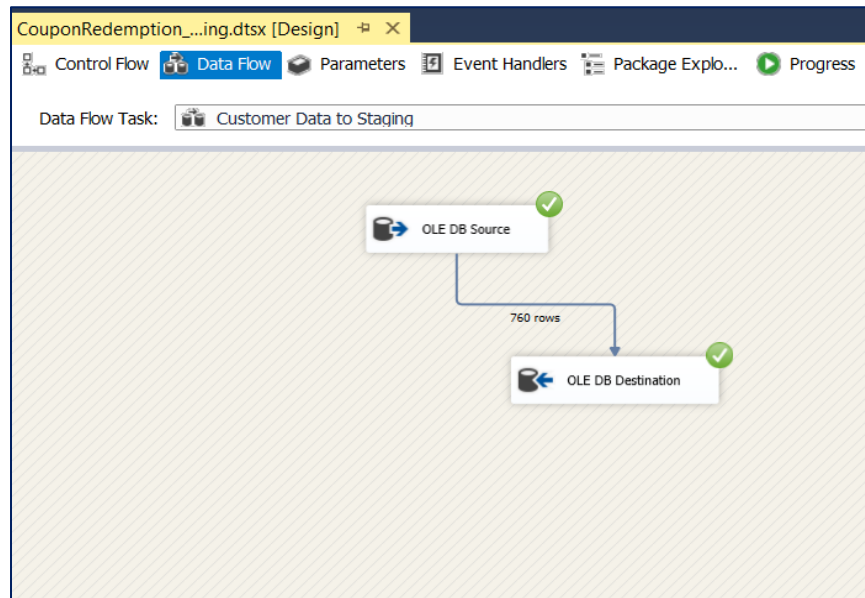 CouponRedemption_...ing.dtsx [Design]
Control Flow Data Flow Parameters Event Handlers Package Explo... Progress
Data Flow Task: Customer Data to Staging
OLE DB Source
760 rows
OLE DB Destination